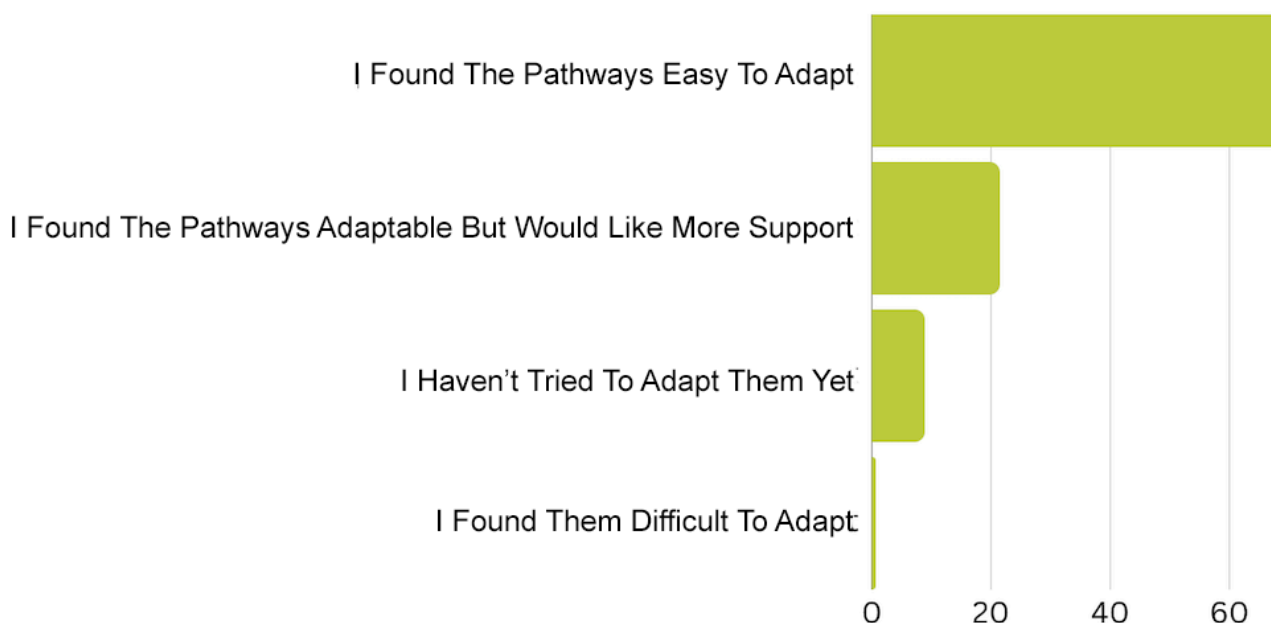 I Found The Pathways Easy To Adapt
I Found The Pathways Adaptable But Would Like More Support
I Haven’t Tried To Adapt Them Yet
I Found Them Difficult To Adapt
0 20 40 60